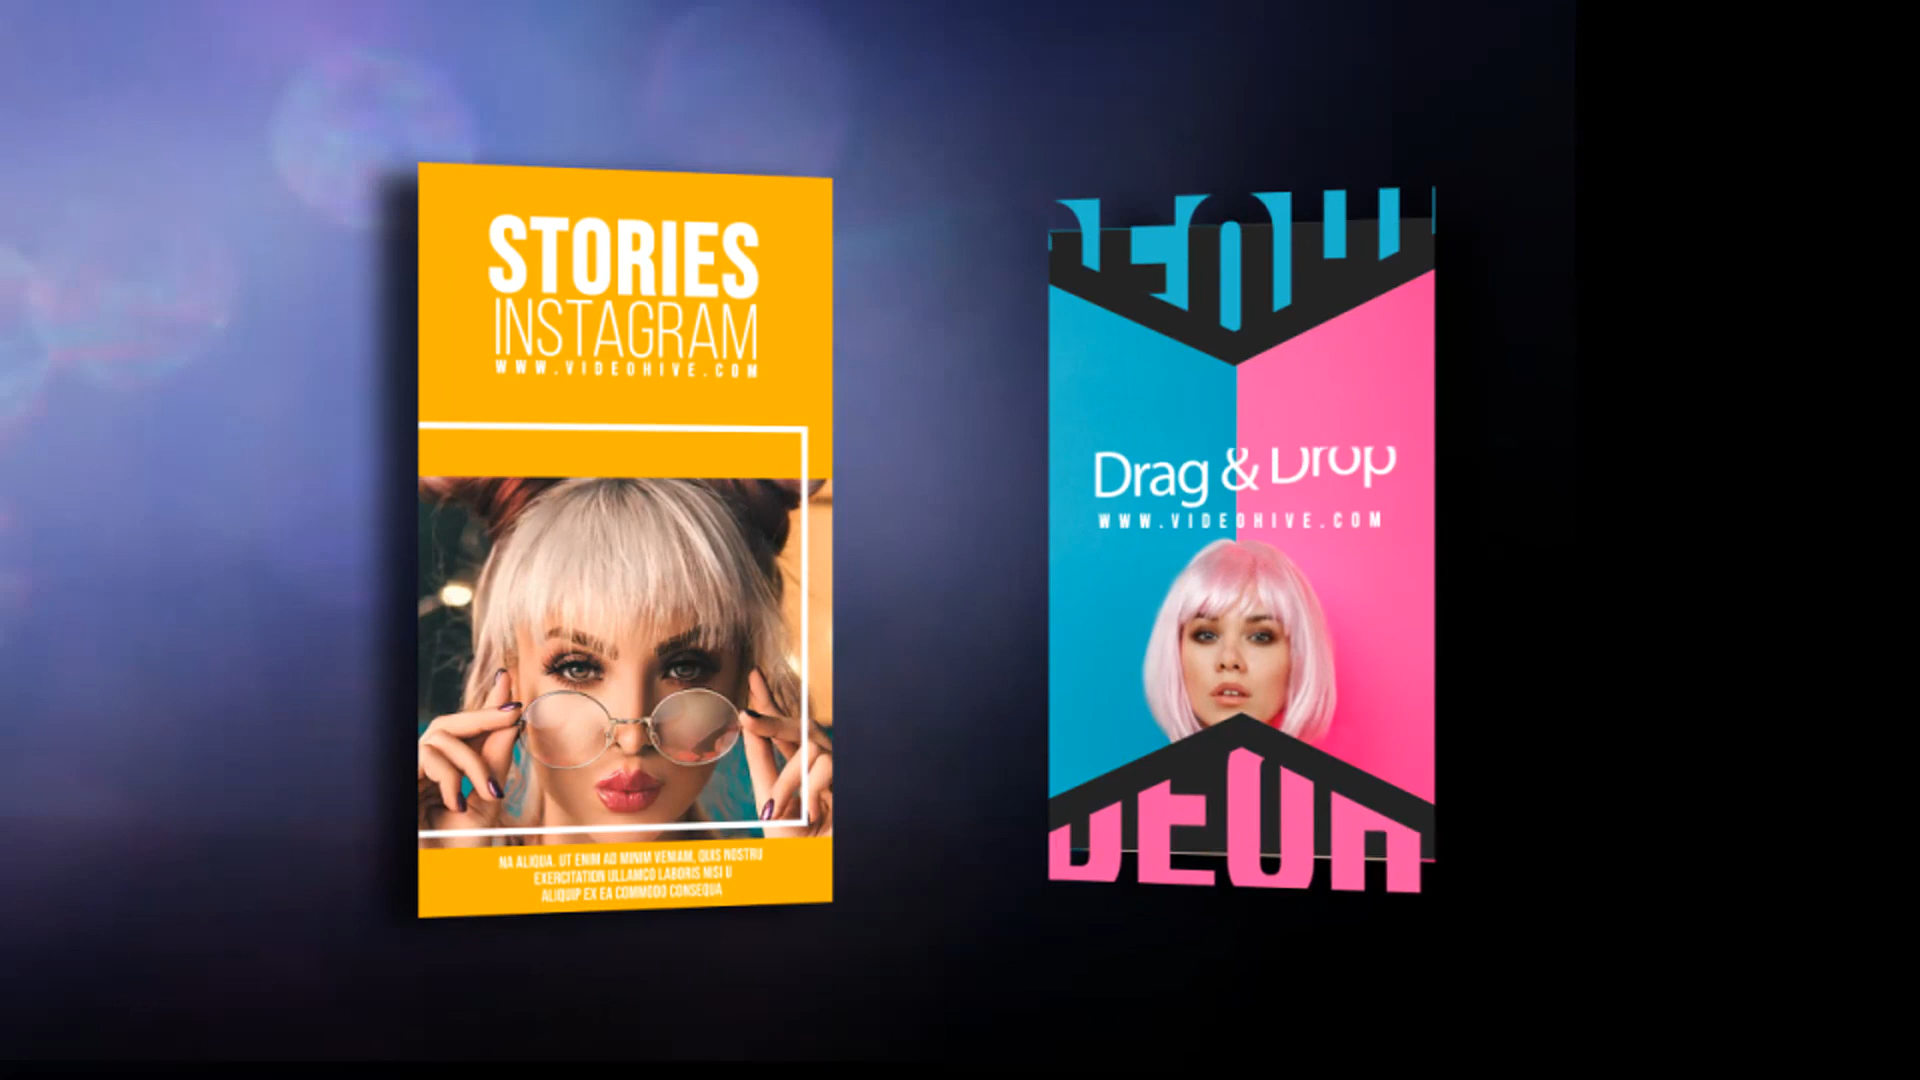 STORIES
INSTAGRAM
WWW.VIDEOHIVE.COM
NA ALIQUA. UT ENIM AD MINIM VENIAM, QUIS NOSTRU
EXERCITATION ULLAMCO LABORIS NISI U
ALIQUIP EX EA COMMODO CONSEQUA
Drag & Drop
WWW.VIDEOHIVE.COM